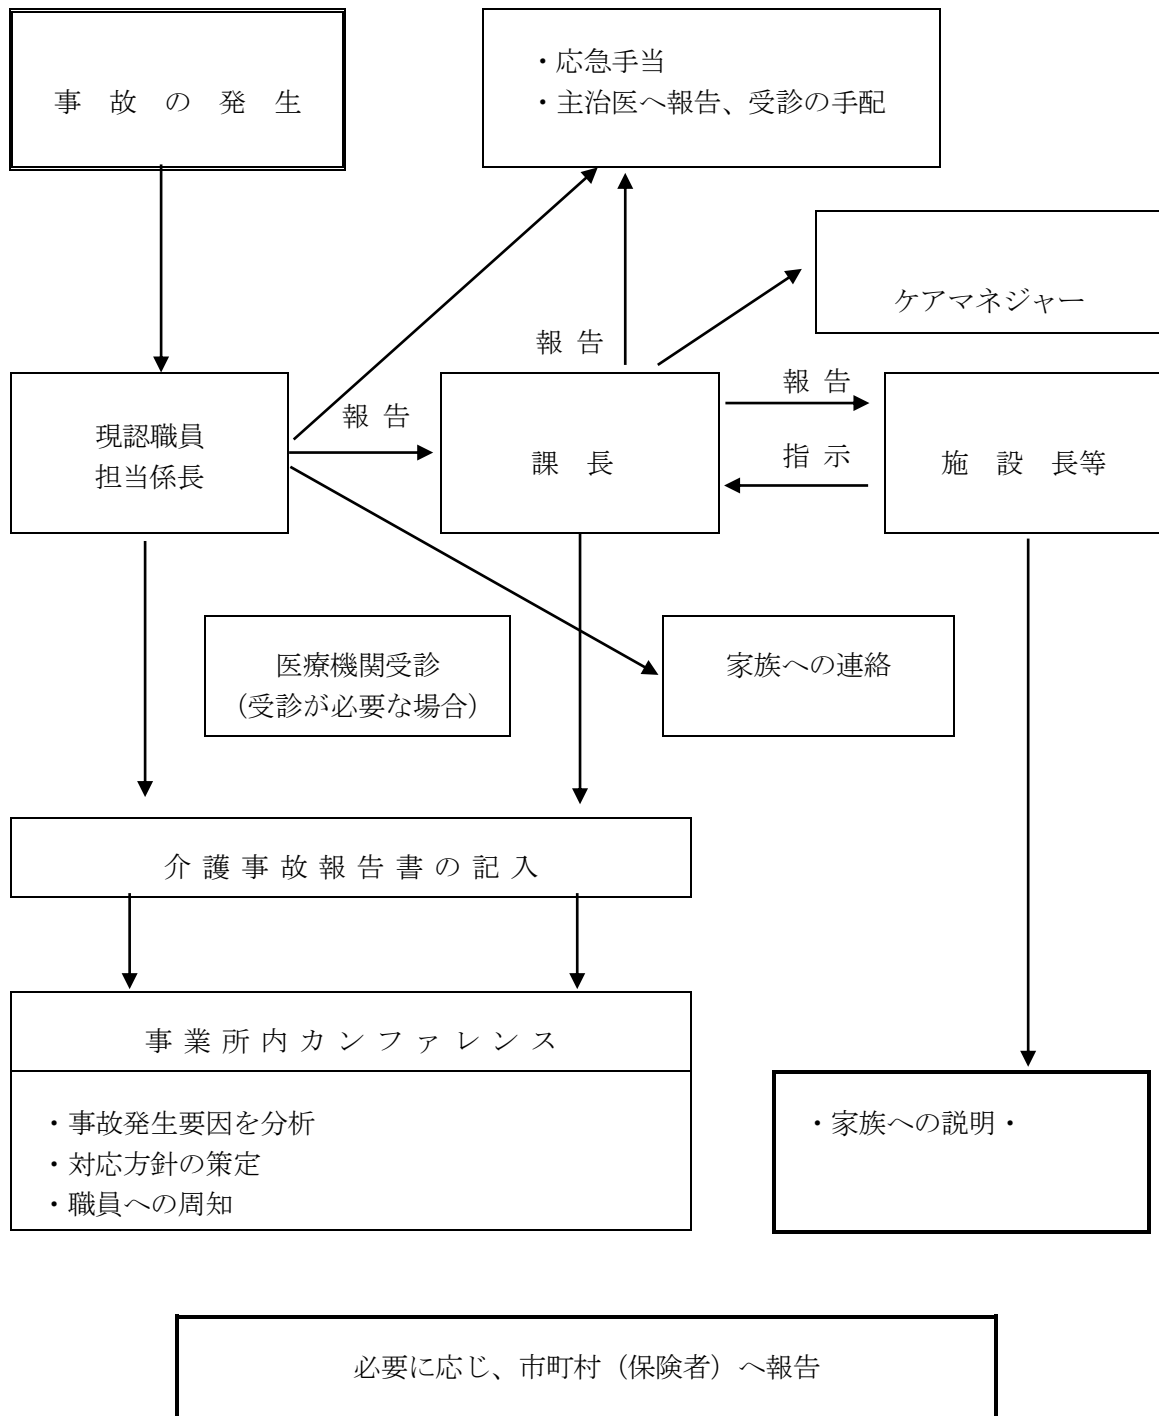 事 故 の 発 生
・応急手当
・主治医へ報告、受診の手配
ケアマネジャー
報 告
報 告
報 告
指 示
現認職員
担当係長
課 長
施 設 長等
医療機関受診
（受診が必要な場合）
家族への連絡
介 護 事 故 報 告 書 の 記 入
事 業 所 内 カ ン フ ァ レ ン ス
・事故発生要因を分析
・対応方針の策定
・職員への周知
・家族への説明・
必要に応じ、市町村（保険者）へ報告